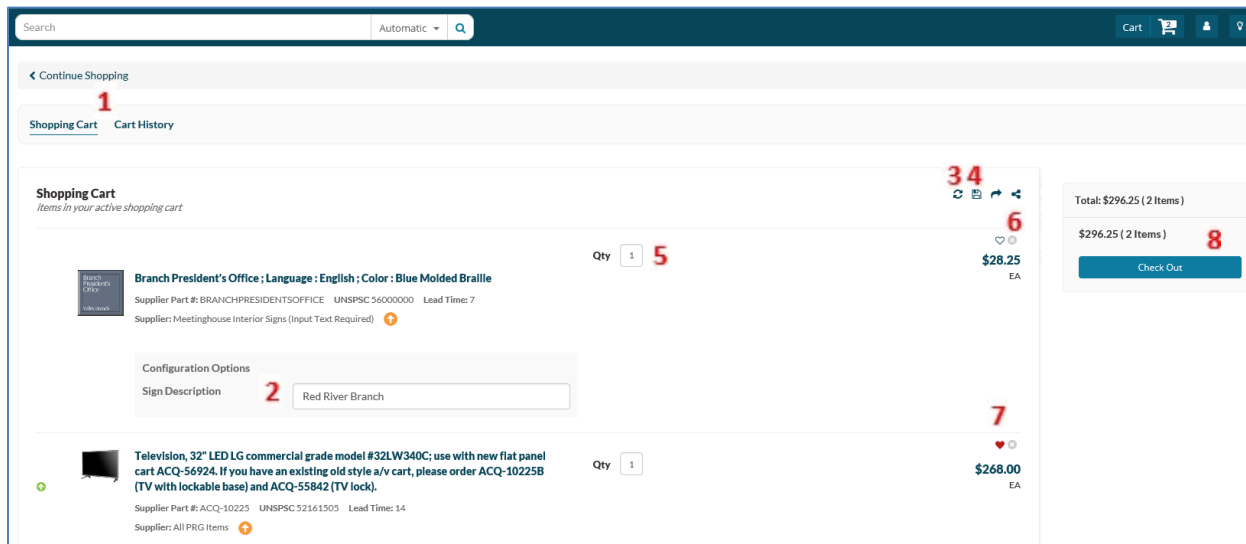 Search
Automatic
Cart 2
Continue Shopping
1
Shopping Cart Cart History
Shopping Cart
items in your active shopping cart
3 4
6
Qty 1 5
$28.25
EA
Branch
President's
Office
Valley Branch
Branch President's Office ; Language : English ; Color : Blue Molded Braille
Supplier Part #: BRANCHPRESIDENTSOFFICE UNSPSC 56000000 Lead Time: 7
Supplier: Meetinghouse Interior Signs (Input Text Required)
Configuration Options
Sign Description 2 Red River Branch
7
Television, 32" LED LG commercial grade model #32LW340C; use with new flat panel
cart ACQ-56924. If you have an existing old style a/v cart, please order ACQ-10225B
(TV with lockable base) and ACQ-55842 (TV lock).
Qty 1
$268.00
EA
Supplier Part #: ACQ-10225 UNSPSC 52161505 Lead Time: 14
Supplier: All PRG Items
Total: $296.25 ( 2 Items )
$296.25 ( 2 Items ) 8
Check Out